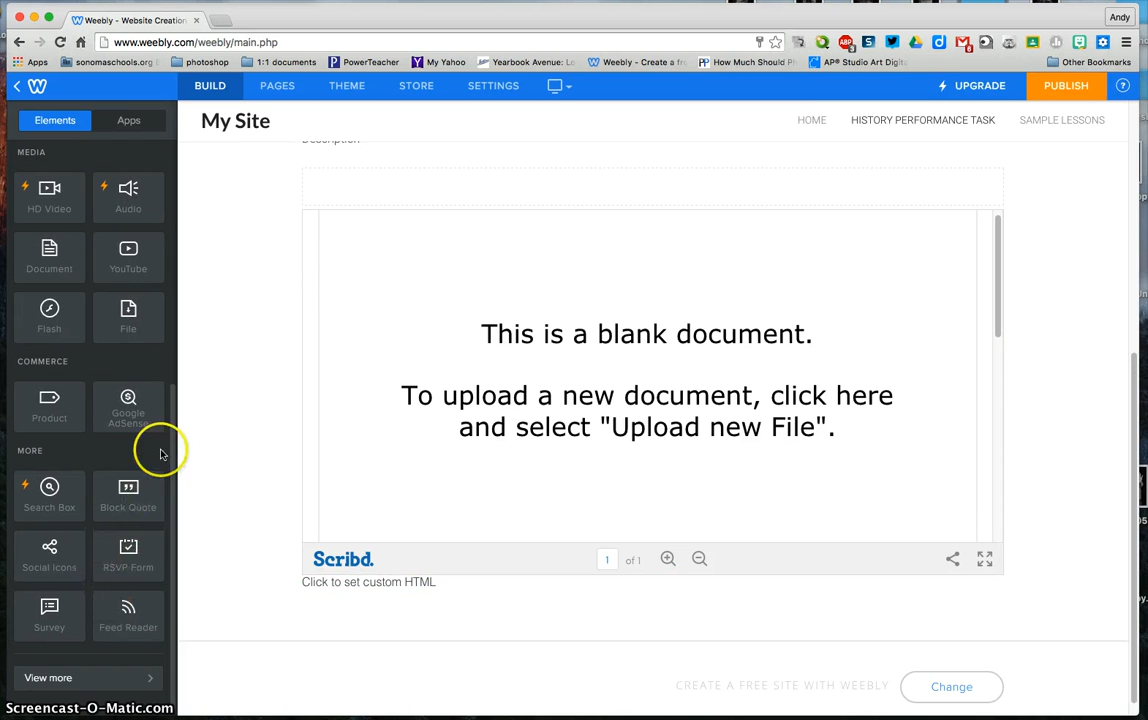 Weebly - Website Creation
Andy
www.weebly.com/weebly/main.php
Apps
sonomaschools.org
photoshop
1:1 documents
PowerTeacher
My Yahoo
Yearbook Avenue: Lo
Weebly - Create a fre
How Much Should P
AP® Studio Art Digit
Other Bookmarks
BUILD
PAGES
THEME
STORE
SETTINGS
UPGRADE
PUBLISH
Elements
Apps
My Site
HOME
HISTORY PERFORMANCE TASK
SAMPLE LESSONS
Description
MEDIA
HD Video
Audio
Document
YouTube
Flash
File
COMMERCE
Product
Google
AdSense
MORE
Search Box
Block Quote
Social Icons
RSVP Form
Survey
Feed Reader
View more
This is a blank document.
To upload a new document, click here
and select "Upload new File".
Scribd.
1 of 1
Click to set custom HTML
CREATE A FREE SITE WITH WEEBLY
Change
Screencast-O-Matic.com